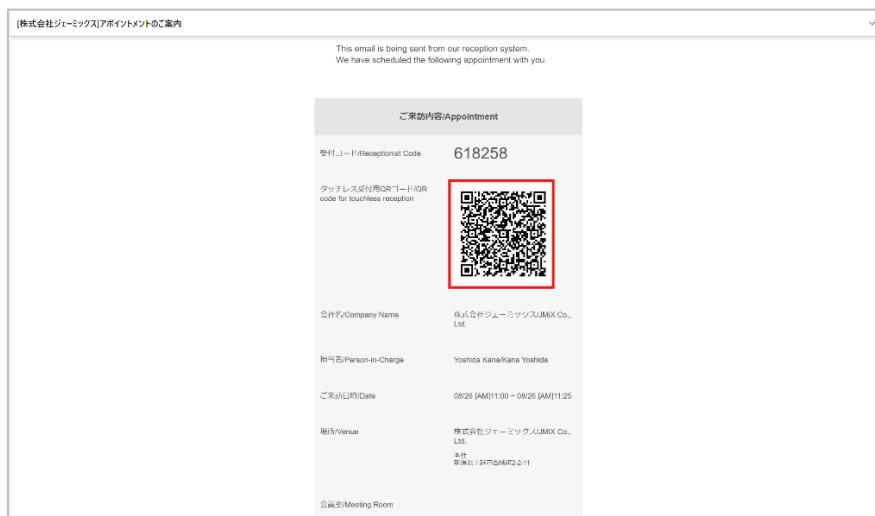 [株式会社ジェーミックス]アポイントメントのご案内
This email is being sent from our reception system.
We have scheduled the following appointment with you.
ご来訪内容/Appointment
受付コード/Receptionist Code
618258
タッチレス受付用QRコード/QR
code for touchless reception
会社名/Company Name
株式会社ジェーミックス/JMiX Co.,
Ltd.
担当者/Person-in-Charge
Yoshida Kana/Kana Yoshida
ご来訪日時/Date
08/26 [AM]11:00 ~ 08/26 [AM]11:25
場所/Venue
株式会社ジェーミックス/JMiX Co.,
Ltd.
本社
2-2-11
会議室/Meeting Room